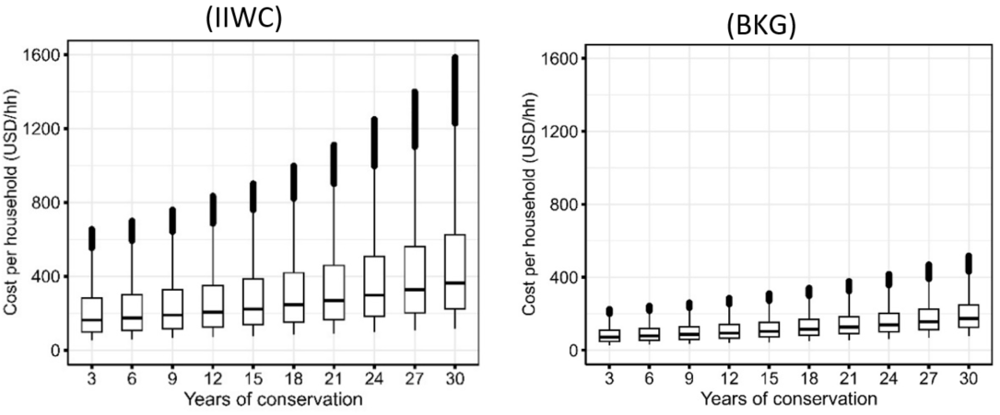 (IIWC)
Cost per household (USD/hh)
1600
1200
800
400
0
3 6 9 12 15 18 21 24 27 30
Years of conservation
(BKG)
Cost per household (USD/hh)
1600
1200
800
400
0
3 6 9 12 15 18 21 24 27 30
Years of conservation